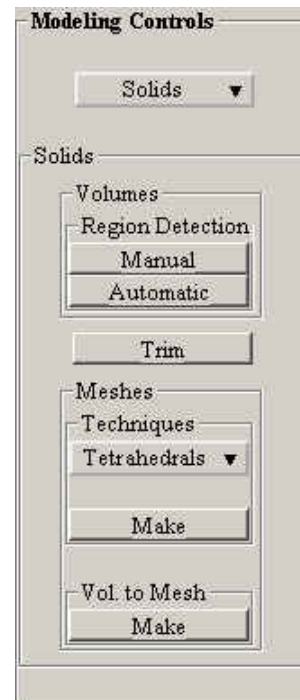 Modeling Controls
Solids
Solids
Volumes
Region Detection
Manual
Automatic
Trim
Meshes
Techniques
Tetrahedrals
Make
Vol. to Mesh
Make